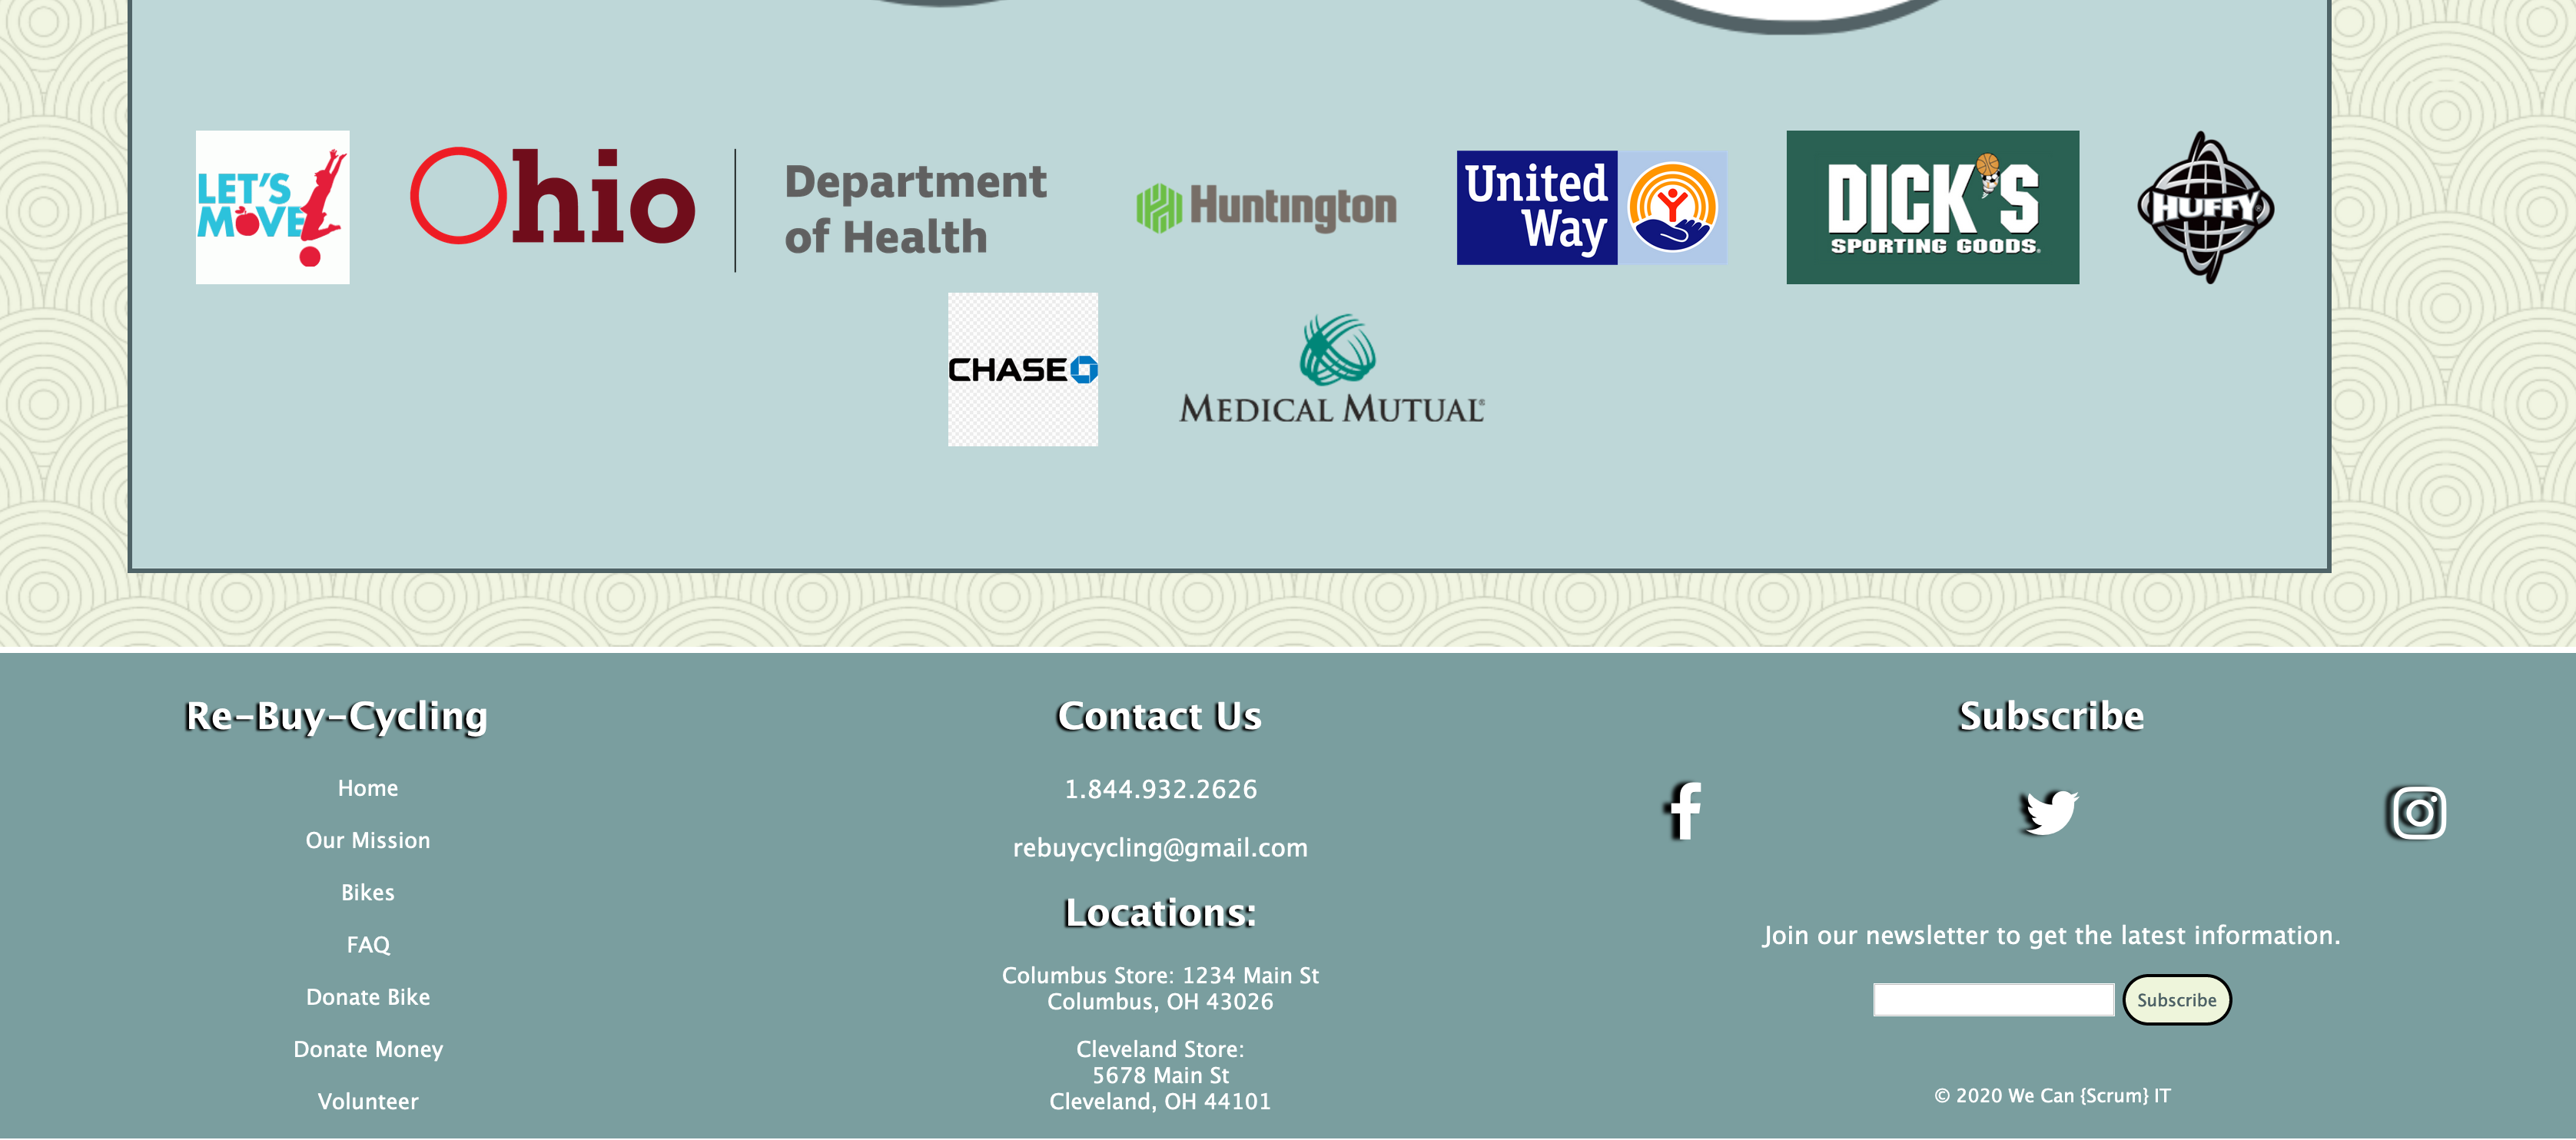 LET'S
MOVE!
Ohio
Department
of Health
Huntington
United
Way
DICK'S
SPORTING GOODS.
HUFFY
CHASE
MEDICAL MUTUAL®
Re-Buy-Cycling
Home
Our Mission
Bikes
FAQ
Donate Bike
Donate Money
Volunteer
Contact Us
1.844.932.2626
rebuycycling@gmail.com
Locations:
Columbus Store: 1234 Main St
Columbus, OH 43026
Cleveland Store:
5678 Main St
Cleveland, OH 44101
Subscribe
Join our newsletter to get the latest information.
Subscribe
© 2020 We Can {Scrum} IT